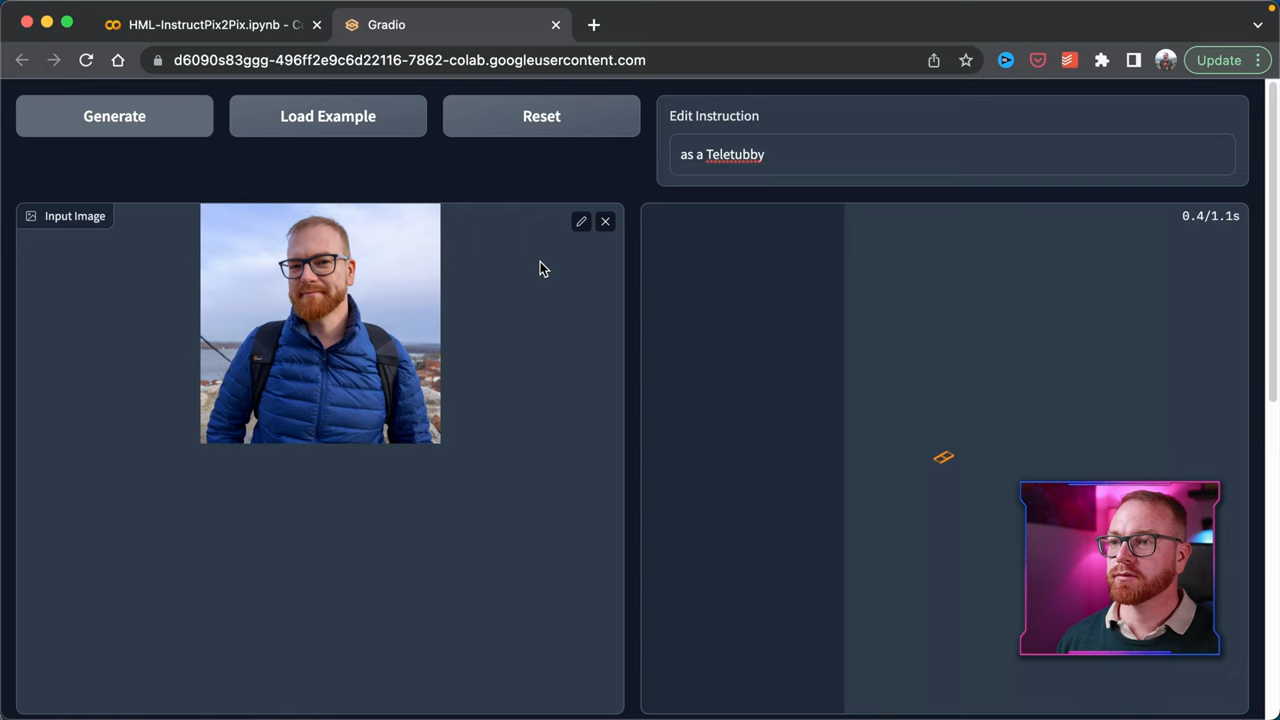 HML-InstructPix2Pix.ipynb - C
Gradio
d6090s83ggg-496ff2e9c6d22116-7862-colab.googleusercontent.com
Update
Generate
Load Example
Reset
Edit Instruction
as a Teletubby
Input Image
0.4/1.1s